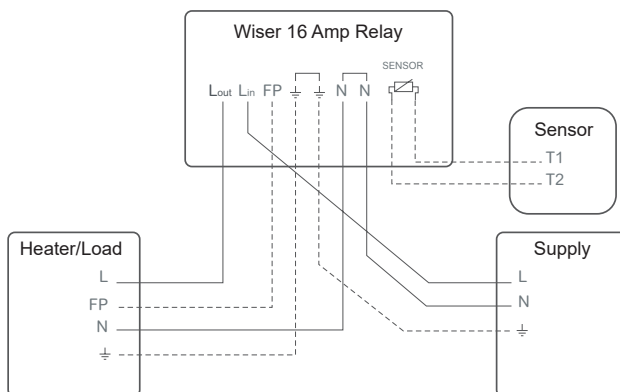 Wiser 16 Amp Relay
SENSOR
Lout Lin FP N N
Sensor
T1
T2
Heater/Load
L
FP
N
Supply
L
N